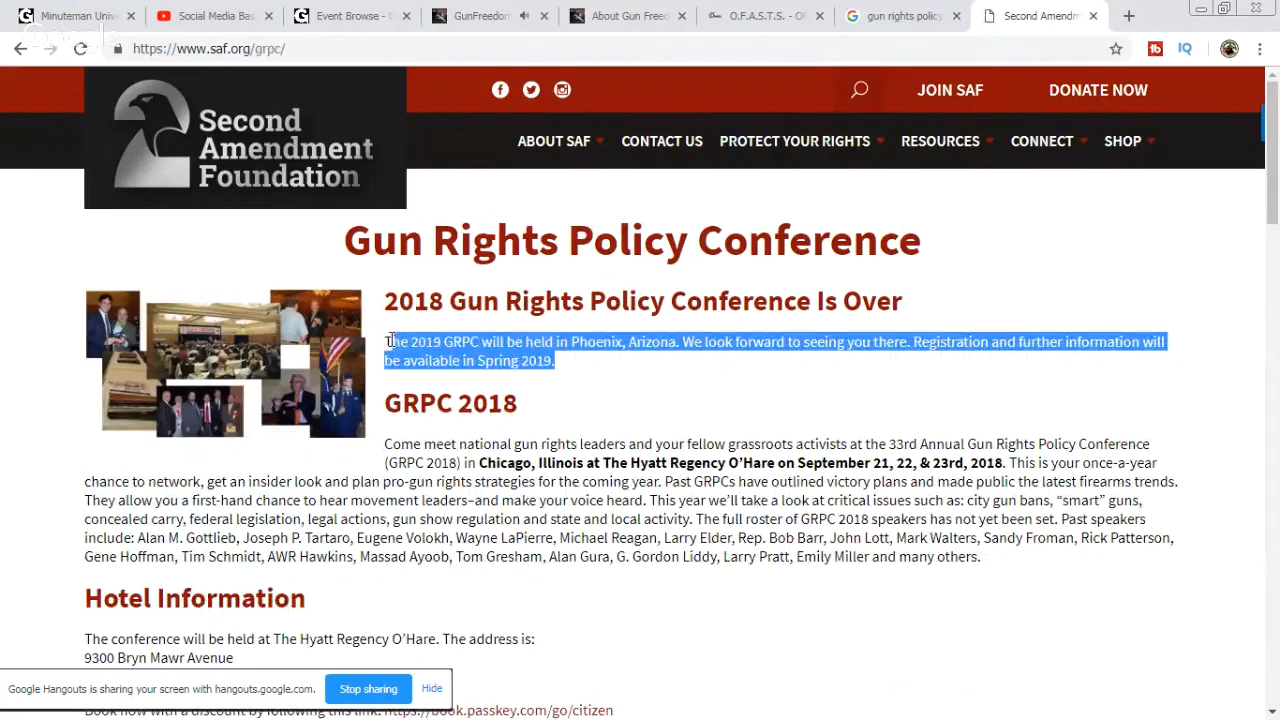 Minuteman Univ
Social Media Bas
Event Browse - G
GunFreedom
About Gun Freed
O.F.A.S.T.S. - O
gun rights policy
Second Amendm
Google
https://www.saf.org/grpc/
JOIN SAF
DONATE NOW
Second
Amendment
Foundation
ABOUT SAF
CONTACT US
PROTECT YOUR RIGHTS
RESOURCES
CONNECT
SHOP
Gun Rights Policy Conference
2018 Gun Rights Policy Conference Is Over
The 2019 GRPC will be held in Phoenix, Arizona. We look forward to seeing you there. Registration and further information will
be available in Spring 2019.
GRPC 2018
Come meet national gun rights leaders and your fellow grassroots activists at the 33rd Annual Gun Rights Policy Conference
(GRPC 2018) in Chicago, Illinois at The Hyatt Regency O’Hare on September 21, 22, & 23rd, 2018. This is your once-a-year
chance to network, get an insider look and plan pro-gun rights strategies for the coming year. Past GRPCs have outlined victory plans and made public the latest firearms trends.
They allow you a first-hand chance to hear movement leaders–and make your voice heard. This year we’ll take a look at critical issues such as: city gun bans, “smart” guns,
concealed carry, federal legislation, legal actions, gun show regulation and state and local activity. The full roster of GRPC 2018 speakers has not yet been set. Past speakers
include: Alan M. Gottlieb, Joseph P. Tartaro, Eugene Volokh, Wayne LaPierre, Michael Reagan, Larry Elder, Rep. Bob Barr, John Lott, Mark Walters, Sandy Froman, Rick Patterson,
Gene Hoffman, Tim Schmidt, AWR Hawkins, Massad Ayoob, Tom Gresham, Alan Gura, G. Gordon Liddy, Larry Pratt, Emily Miller and many others.
Hotel Information
The conference will be held at The Hyatt Regency O’Hare. The address is:
9300 Bryn Mawr Avenue
Google Hangouts is sharing your screen with hangouts.google.com.
Stop sharing
Hide
Book now with a discount by following this link: https://book.passkey.com/go/citizen